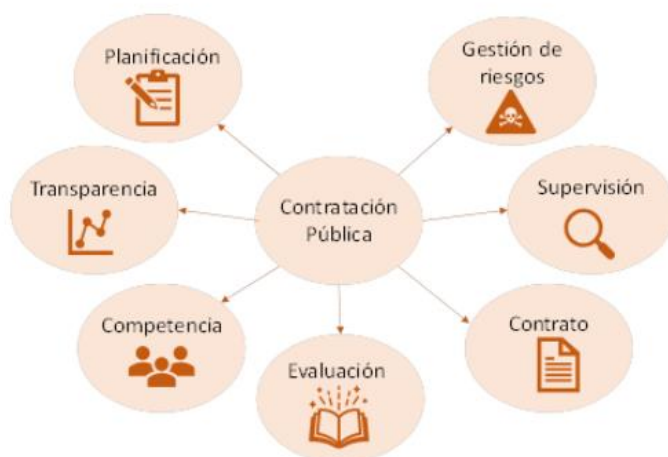 Planificación
Gestión de
riesgos
Transparencia
Contratación
Pública
Supervisión
Competencia
Evaluación
Contrato